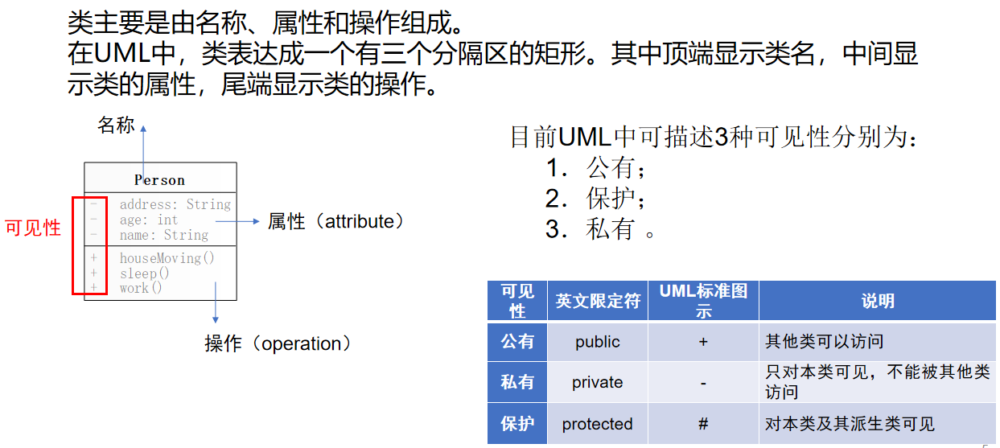 类主要是由名称、属性和操作组成。
在UML中，类表达成一个有三个分隔区的矩形。其中顶端显示类名，中间显
示类的属性，尾端显示类的操作。
名称
Person
- address: String
- age: int
- name: String
+ houseMoving()
+ sleep()
+ work()
可见性
属性（attribute）
操作（operation）
目前UML中可描述3种可见性分别为：
1．公有；
2．保护；
3．私有 。
可见
性
英文限定符
UML标准图
示
说明
公有
public
+
其他类可以访问
私有
private
-
只对本类可见，不能被其他类
访问
保护
protected
#
对本类及其派生类可见